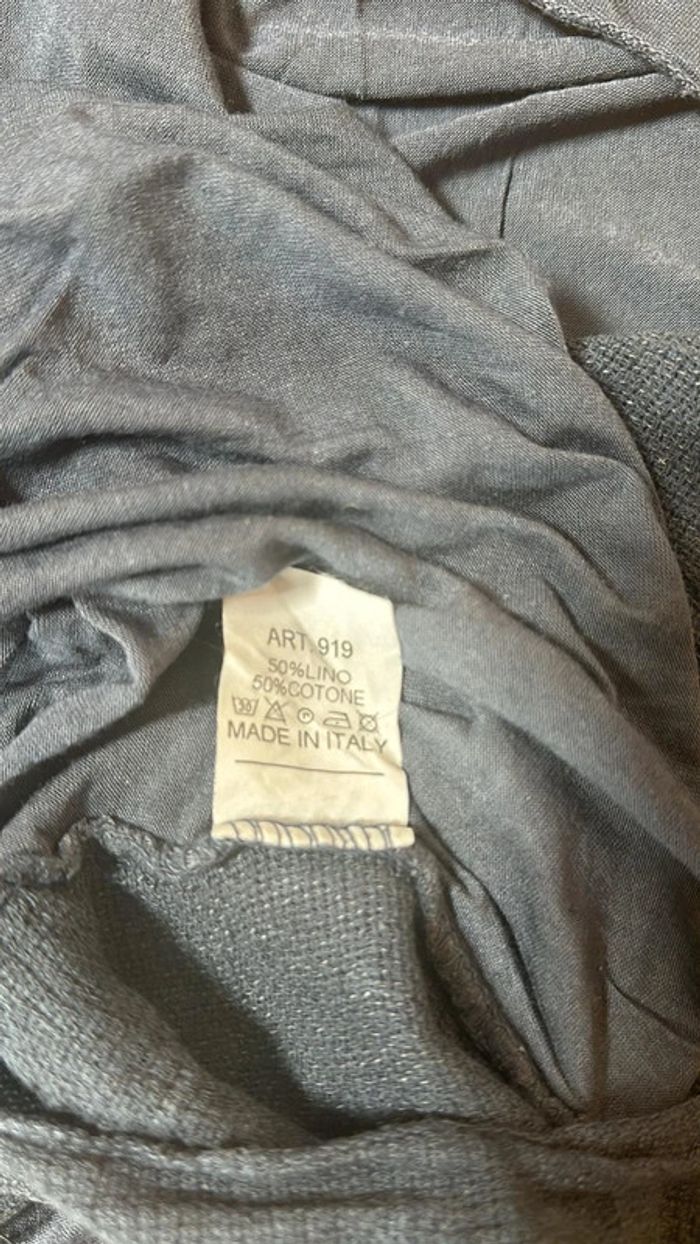 ART. 919
50%LINO
50%COTONE
MADE IN ITALY